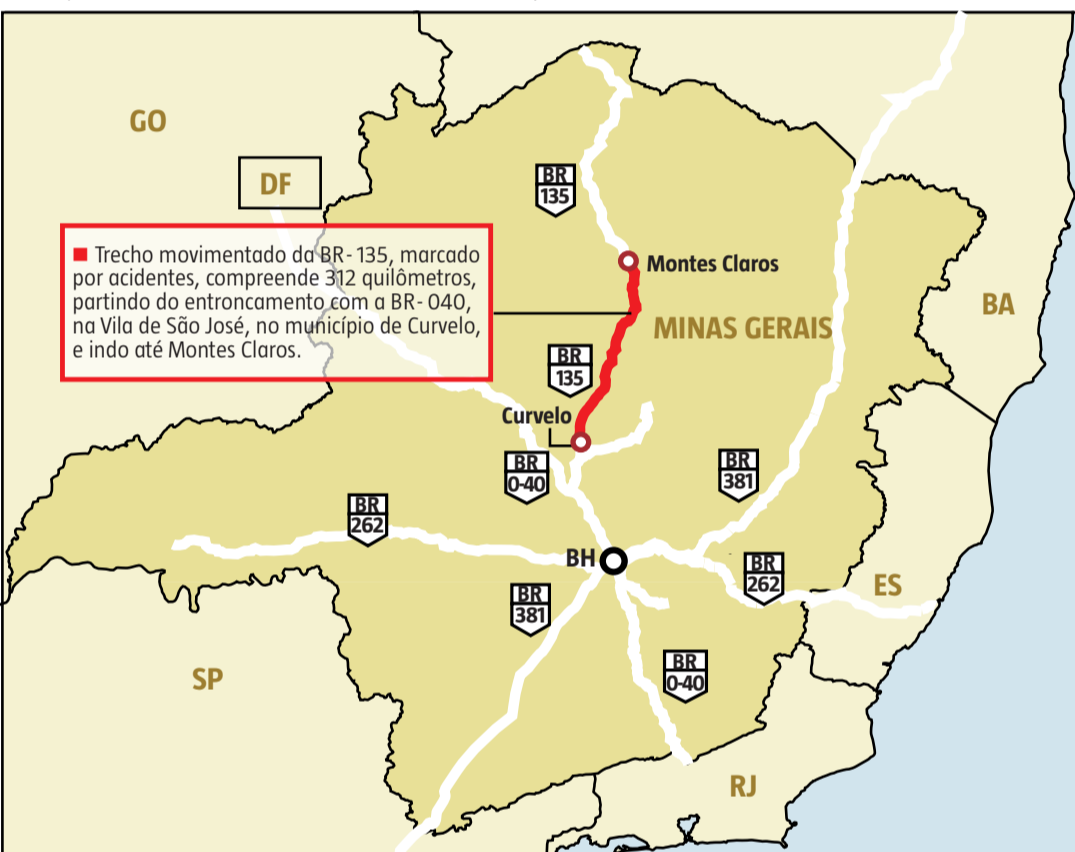 GO
DF
BR
135
■ Trecho movimentado da BR- 135, marcado
por acidentes, compreende 312 quilômetros,
partindo do entroncamento com a BR- 040,
na Vila de São José, no município de Curvelo,
e indo até Montes Claros.
Montes Claros
BA
MINAS GERAIS
BR
135
Curvelo
BR
0-40
BR
381
BR
262
BH
BR
262
ES
BR
381
SP
BR
0-40
RJ